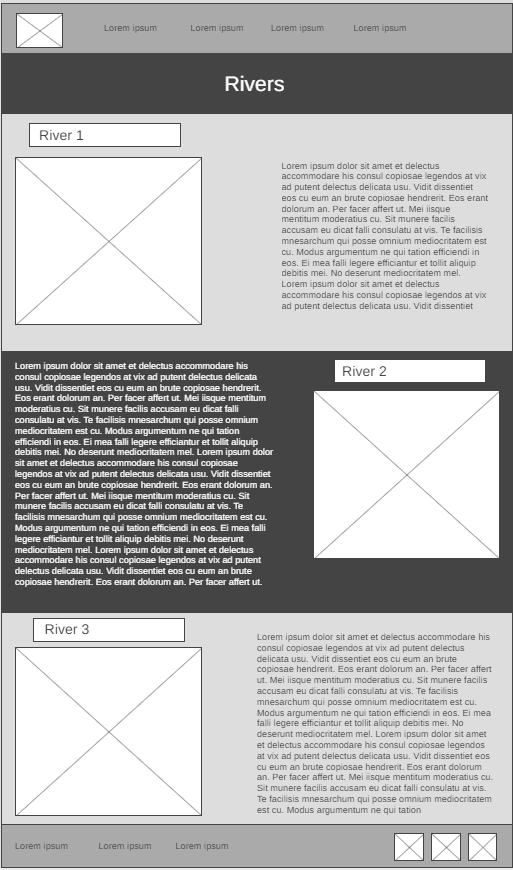 Lorem ipsum
Lorem ipsum
Lorem ipsum
Lorem ipsum
Rivers
River 1
Lorem ipsum dolor sit amet et delectus
accommodare his consul copiosae legendos at vix
ad putent delectus delicata usu. Vidit dissentiet
eos cu eum an brute copiosae hendrerit. Eos erant
dolorum an. Per facer affert ut. Mei iisque
mentitum moderatius cu. Sit munere facilis
accusam eu dicat falli consulatu at vis. Te facilisis
mnesarchum qui posse omnium mediocritatem est
cu. Modus argumentum ne qui tation efficiendi in
eos. Ei mea falli legere efficiantur et tollit aliquip
debitis mei. No deserunt mediocritatem mel.
Lorem ipsum dolor sit amet et delectus
accommodare his consul copiosae legendos at vix
ad putent delectus delicata usu. Vidit dissentiet
Lorem ipsum dolor sit amet et delectus accommodare his
consul copiosae legendos at vix ad putent delectus delicata
usu. Vidit dissentiet eos cu eum an brute copiosae hendrerit.
Eos erant dolorum an. Per facer affert ut. Mei iisque mentitum
moderatius cu. Sit munere facilis accusam eu dicat falli
consulatu at vis. Te facilisis mnesarchum qui posse omnium
mediocritatem est cu. Modus argumentum ne qui tation
efficiendi in eos. Ei mea falli legere efficiantur et tollit aliquip
debitis mei. No deserunt mediocritatem mel. Lorem ipsum dolor
sit amet et delectus accommodare his consul copiosae
legendos at vix ad putent delectus delicata usu. Vidit dissentiet
eos cu eum an brute copiosae hendrerit. Eos erant dolorum an.
Per facer affert ut. Mei iisque mentitum moderatius cu. Sit
munere facilis accusam eu dicat falli consulatu at vis. Te
facilisis mnesarchum qui posse omnium mediocritatem est cu.
Modus argumentum ne qui tation efficiendi in eos. Ei mea falli
legere efficiantur et tollit aliquip debitis mei. No deserunt
mediocritatem mel. Lorem ipsum dolor sit amet et delectus
accommodare his consul copiosae legendos at vix ad putent
delectus delicata usu. Vidit dissentiet eos cu eum an brute
copiosae hendrerit. Eos erant dolorum an. Per facer affert ut.
River 2
River 3
Lorem ipsum dolor sit amet et delectus accommodare his
consul copiosae legendos at vix ad putent delectus
delicata usu. Vidit dissentiet eos cu eum an brute
copiosae hendrerit. Eos erant dolorum an. Per facer affert
ut. Mei iisque mentitum moderatius cu. Sit munere facilis
accusam eu dicat falli consulatu at vis. Te facilisis
mnesarchum qui posse omnium mediocritatem est cu.
Modus argumentum ne qui tation efficiendi in eos. Ei mea
falli legere efficiantur et tollit aliquip debitis mei. No
deserunt mediocritatem mel. Lorem ipsum dolor sit amet
et delectus accommodare his consul copiosae legendos
at vix ad putent delectus delicata usu. Vidit dissentiet eos
cu eum an brute copiosae hendrerit. Eos erant dolorum
an. Per facer affert ut. Mei iisque mentitum moderatius cu.
Sit munere facilis accusam eu dicat falli consulatu at vis.
Te facilisis mnesarchum qui posse omnium mediocritatem
est cu. Modus argumentum ne qui tation
Lorem ipsum
Lorem ipsum
Lorem ipsum